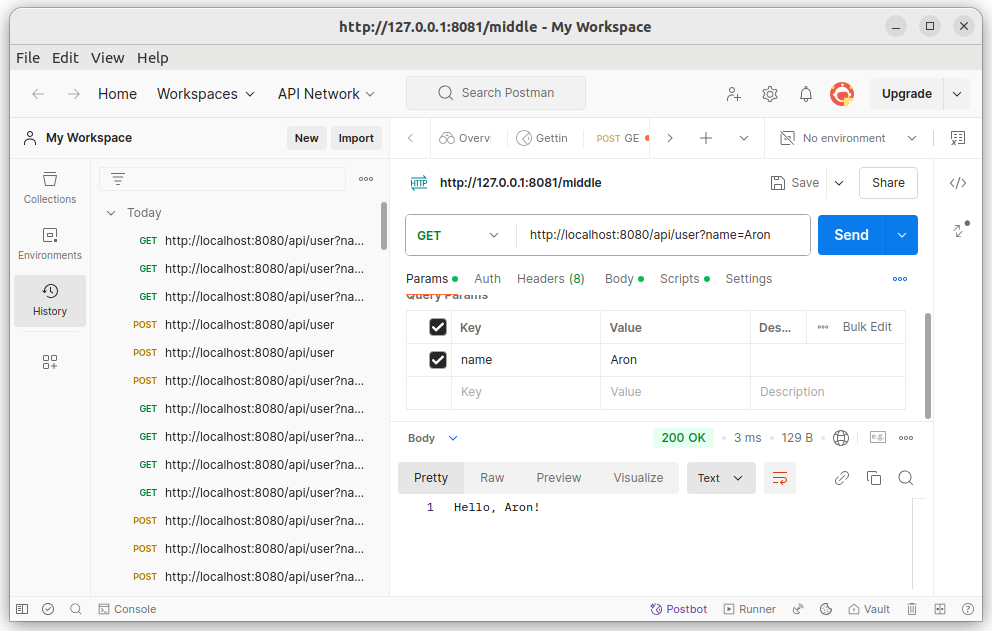 http://127.0.0.1:8081/middle - My Workspace
File Edit View Help
Home Workspaces API Network Search Postman Upgrade
My Workspace New Import Overv Gettin POST GE No environment
Collections
Environments
History
Today
GET http://localhost:8080/api/user?na...
GET http://localhost:8080/api/user?na...
GET http://localhost:8080/api/user?na...
POST http://localhost:8080/api/user
POST http://localhost:8080/api/user
POST http://localhost:8080/api/user?na...
GET http://localhost:8080/api/user?na...
GET http://localhost:8080/api/user?na...
GET http://localhost:8080/api/user?na...
GET http://localhost:8080/api/user?na...
POST http://localhost:8080/api/user?na...
POST http://localhost:8080/api/user?na...
POST http://localhost:8080/api/user?na...
HTTP http://127.0.0.1:8081/middle Save Share
GET http://localhost:8080/api/user?name=Aron Send
Params Auth Headers (8) Body Scripts Settings
Query Params
Key Value Des... Bulk Edit
name Aron
Key Value Description
Body 200 OK 3 ms 129 B e.g.
Pretty Raw Preview Visualize Text
1 Hello, Aron!
Console Postbot Runner Vault